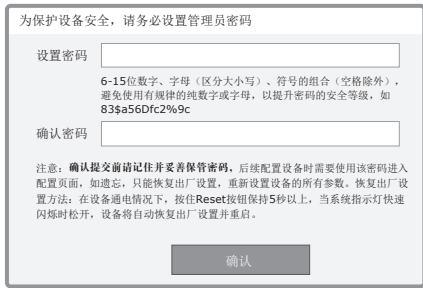 为保护设备安全，请务必设置管理员密码
设置密码
6-15位数字、字母（区分大小写）、符号的组合（空格除外），
避免使用有规律的纯数字或字母，以提升密码的安全等级，如
83$a56Dfc2%9c
确认密码
注意：确认提交前请记住并妥善保管密码，后续配置设备时需要使用该密码进入
配置页面，如遗忘，只能恢复出厂设置，重新设置设备的所有参数。恢复出厂设
置方法：在设备通电情况下，按住Reset按钮保持5秒以上，当系统指示灯快速
闪烁时松开，设备将自动恢复出厂设置并重启。
确认